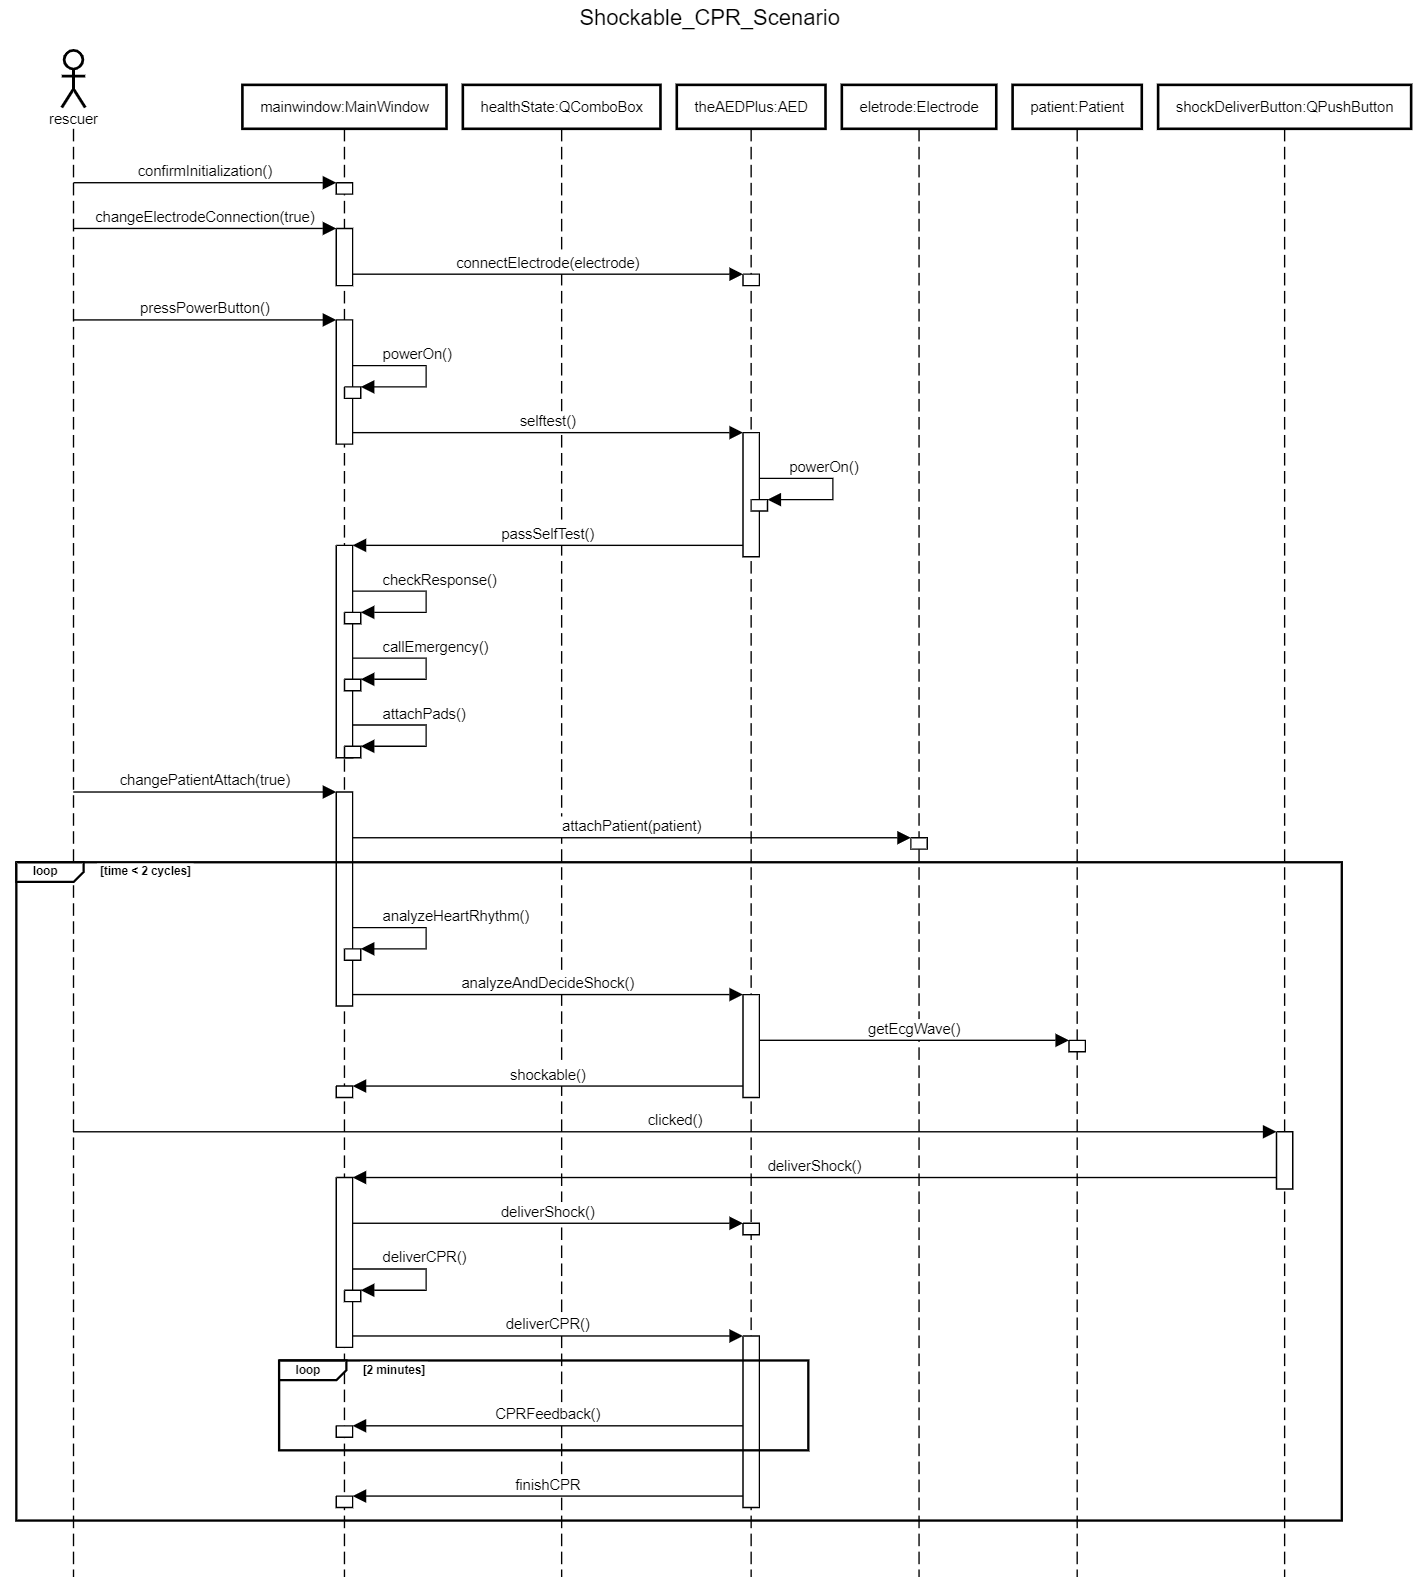 Shockable_CPR_Scenario
rescuer
mainwindow:MainWindow
healthState:QComboBox
theAEDPlus:AED
eletrode:Electrode
patient:Patient
shockDeliverButton:QPushButton
confirmInitialization()
changeElectrodeConnection(true)
connectElectrode(electrode)
pressPowerButton()
powerOn()
selftest()
powerOn()
passSelfTest()
checkResponse()
callEmergency()
attachPads()
changePatientAttach(true)
attachPatient(patient)
loop [time < 2 cycles]
analyzeHeartRhythm()
analyzeAndDecideShock()
getEcgWave()
shockable()
clicked()
deliverShock()
deliverShock()
deliverCPR()
deliverCPR()
loop [2 minutes]
CPRFeedback()
finishCPR